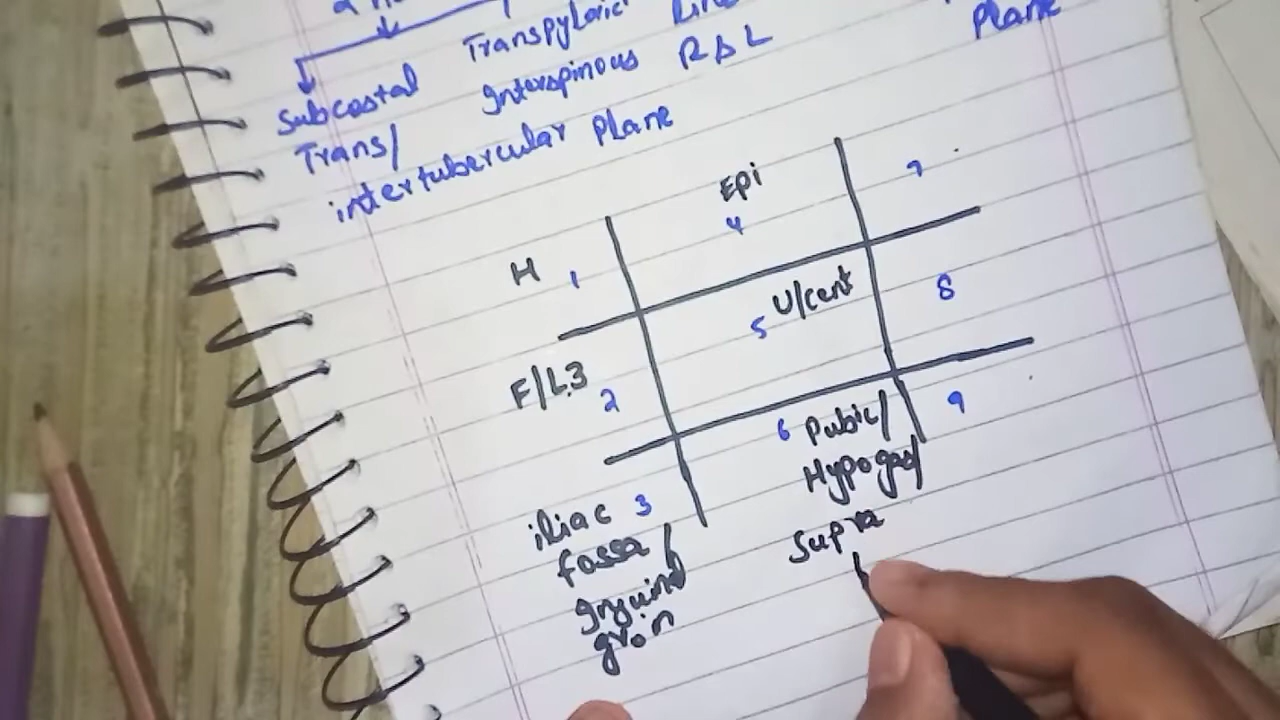 Plane
Transpyloric Line
Subcostal Interspinous R&L
Trans/
intertubercular Plane
Epi
4
7
H 1
U/cent
5
8
F/L3
2
6 Pubic/
9
Hypogas/
iliac 3
Supra
fossa/
Inguinal
groin